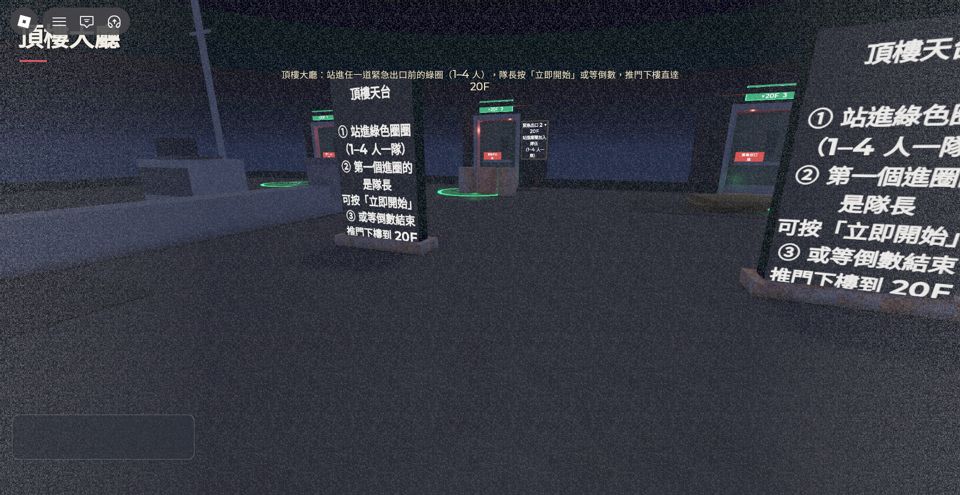 頂樓大廳
頂樓大廳：站進任一道緊急出口前的綠圈（1–4 人），隊長按「立即開始」或等倒數，推門下樓直達
20F
頂樓天台
① 站進綠色圈圈
（1–4 人一隊）
② 第一個進圈的
是隊長
可按「立即開始」
③ 或等倒數結束
推門下樓到 20F
頂樓天台
① 站進綠色圈
（1–4 人一隊
② 第一個進圈
是隊長
可按「立即開始」
③ 或等倒數結束
推門下樓到 20F